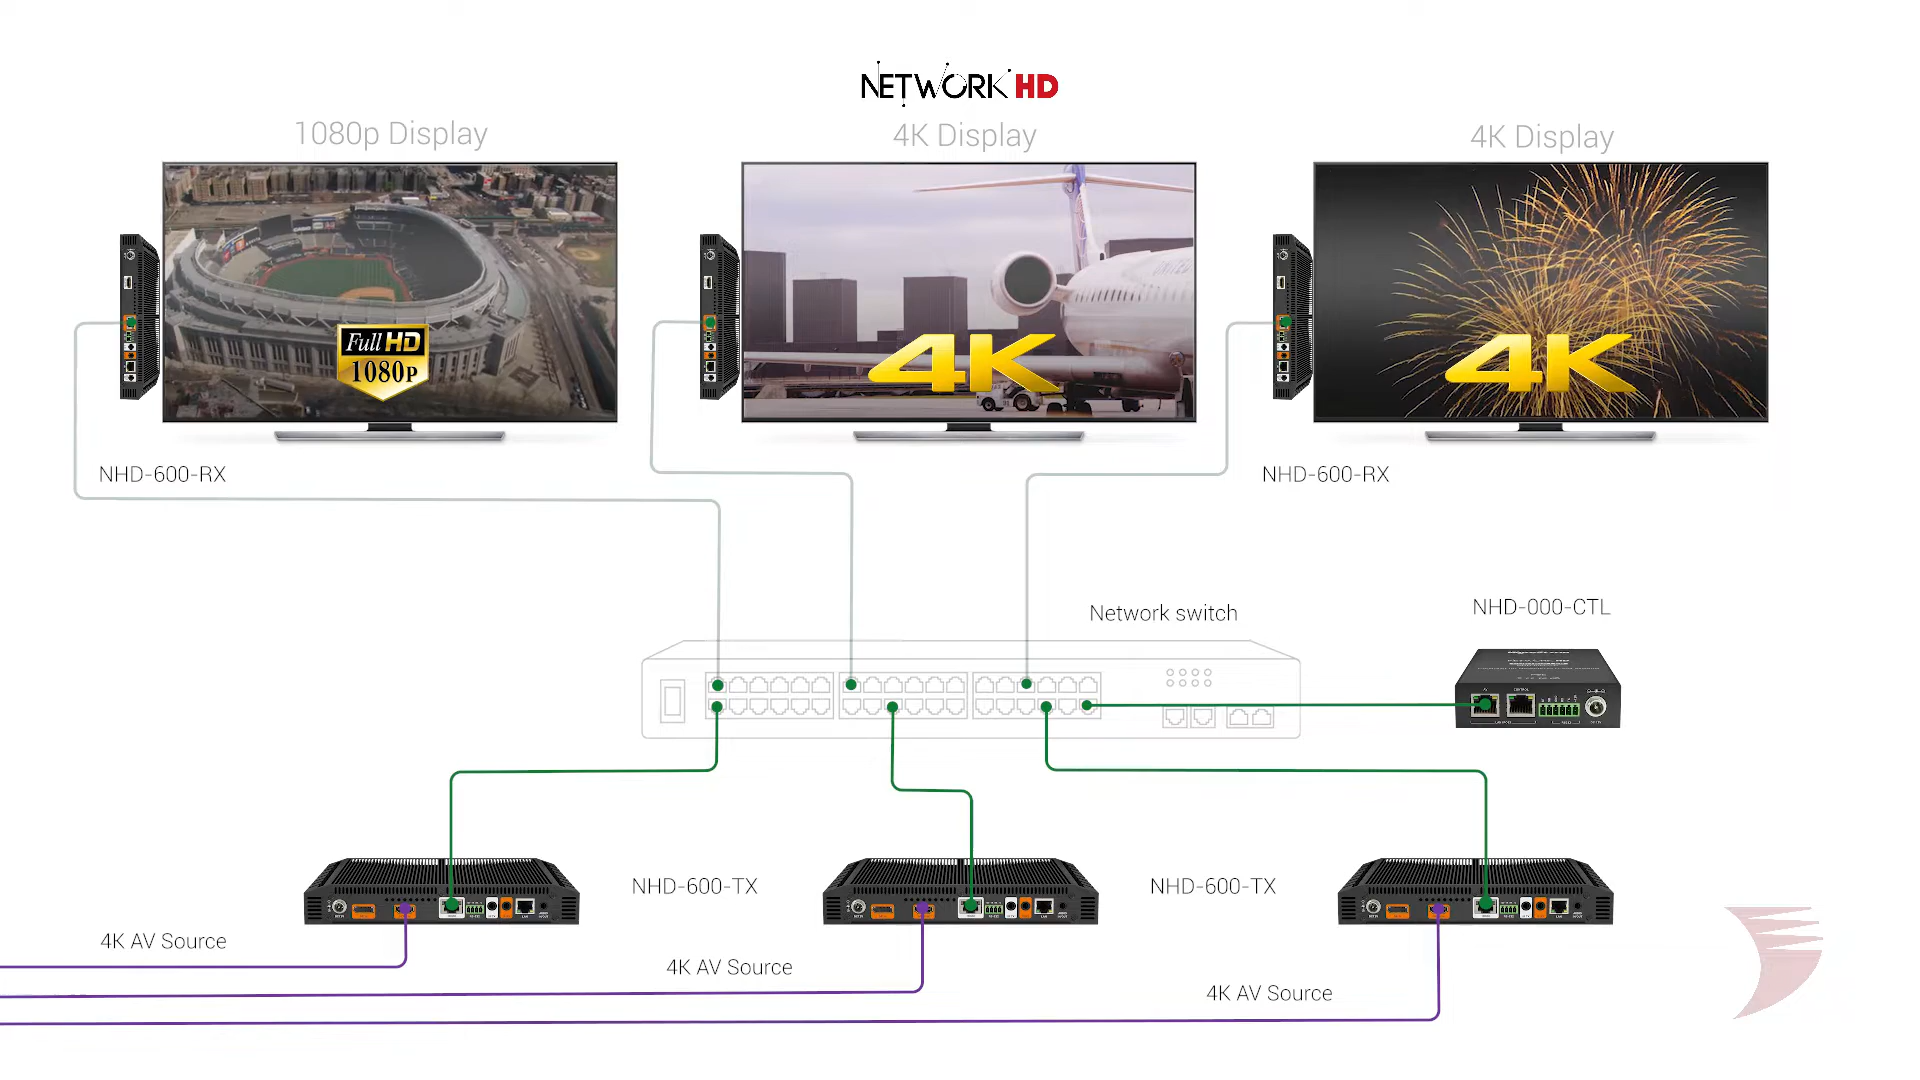 NETWORK HD
1080p Display
4K Display
4K Display
Full HD
1080P
4K
4K
NHD-600-RX
NHD-600-RX
Network switch
NHD-000-CTL
CONTROL
NHD-600-TX
NHD-600-TX
4K AV Source
4K AV Source
4K AV Source